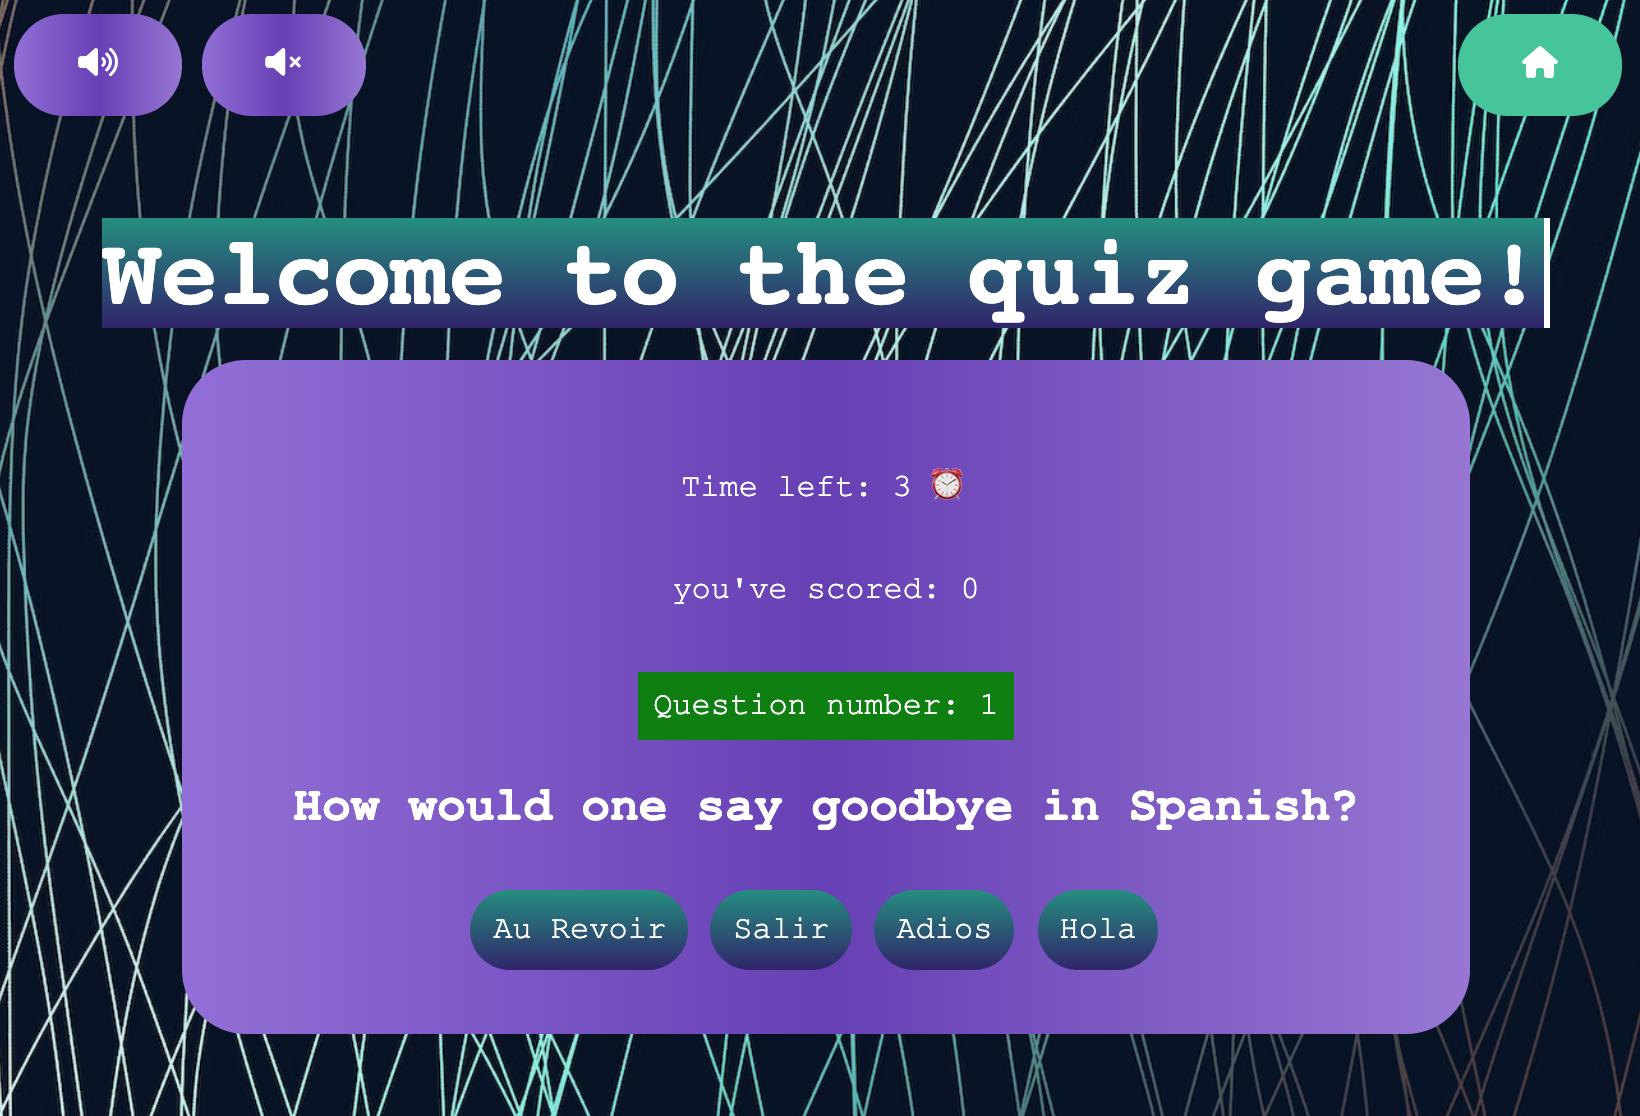 Welcome to the quiz game!
Time left: 3 ⏰
you've scored: 0
Question number: 1
How would one say goodbye in Spanish?
Au Revoir Salir Adios Hola